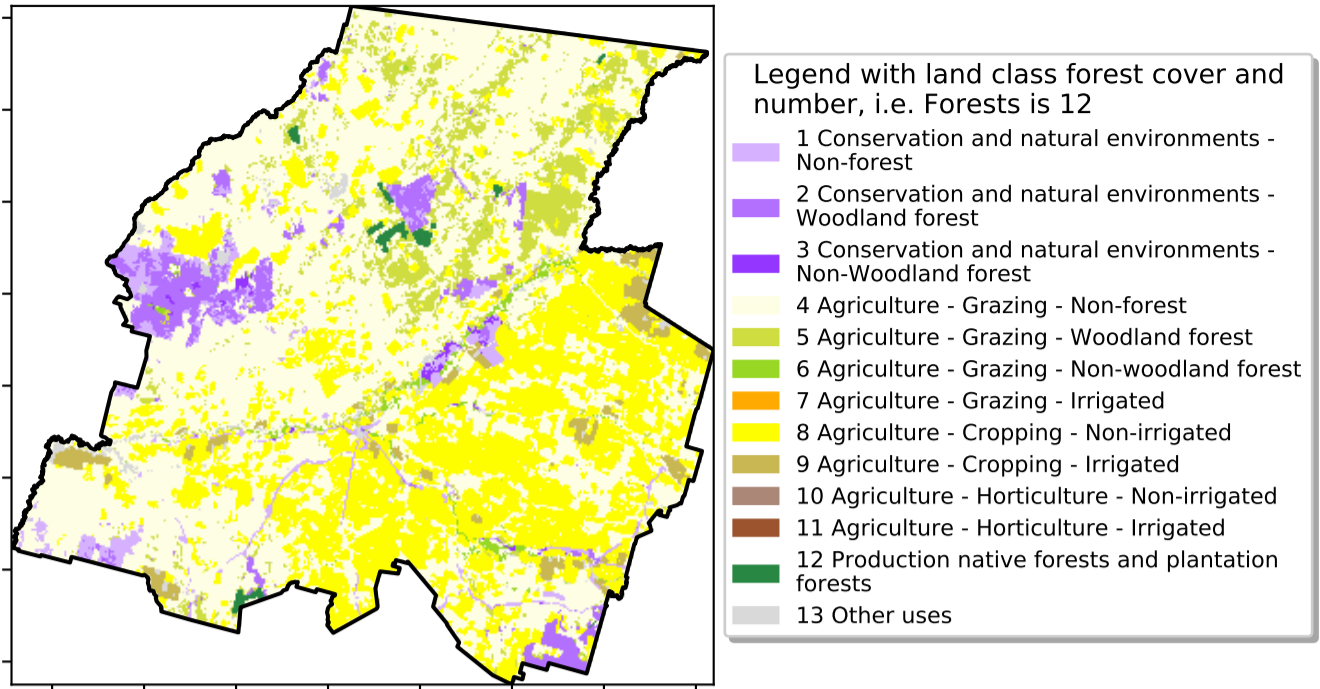 Legend with land class forest cover and
number, i.e. Forests is 12
1 Conservation and natural environments -
Non-forest
2 Conservation and natural environments -
Woodland forest
3 Conservation and natural environments -
Non-Woodland forest
4 Agriculture - Grazing - Non-forest
5 Agriculture - Grazing - Woodland forest
6 Agriculture - Grazing - Non-woodland forest
7 Agriculture - Grazing - Irrigated
8 Agriculture - Cropping - Non-irrigated
9 Agriculture - Cropping - Irrigated
10 Agriculture - Horticulture - Non-irrigated
11 Agriculture - Horticulture - Irrigated
12 Production native forests and plantation
forests
13 Other uses